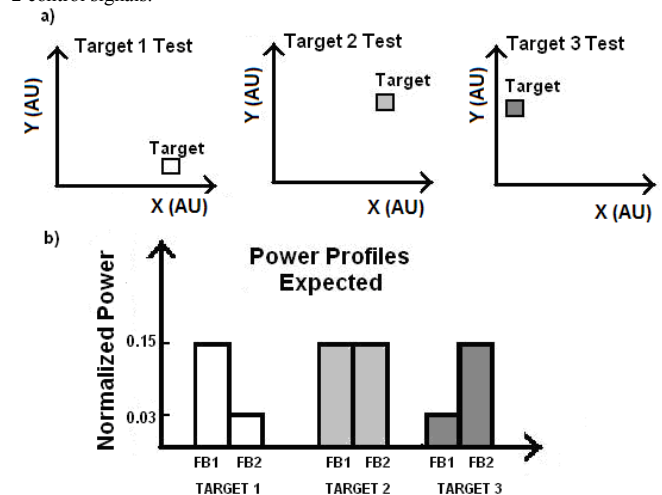 2 control signals.
a)
Target 1 Test
Target 2 Test
Target 3 Test
Y (AU)
Target
X (AU)
Y (AU)
Target
X (AU)
Y (AU)
Target
X (AU)
b)
Power Profiles
Expected
Normalized Power
0.15
0.03
FB1 FB2 FB1 FB2 FB1 FB2
TARGET 1 TARGET 2 TARGET 3